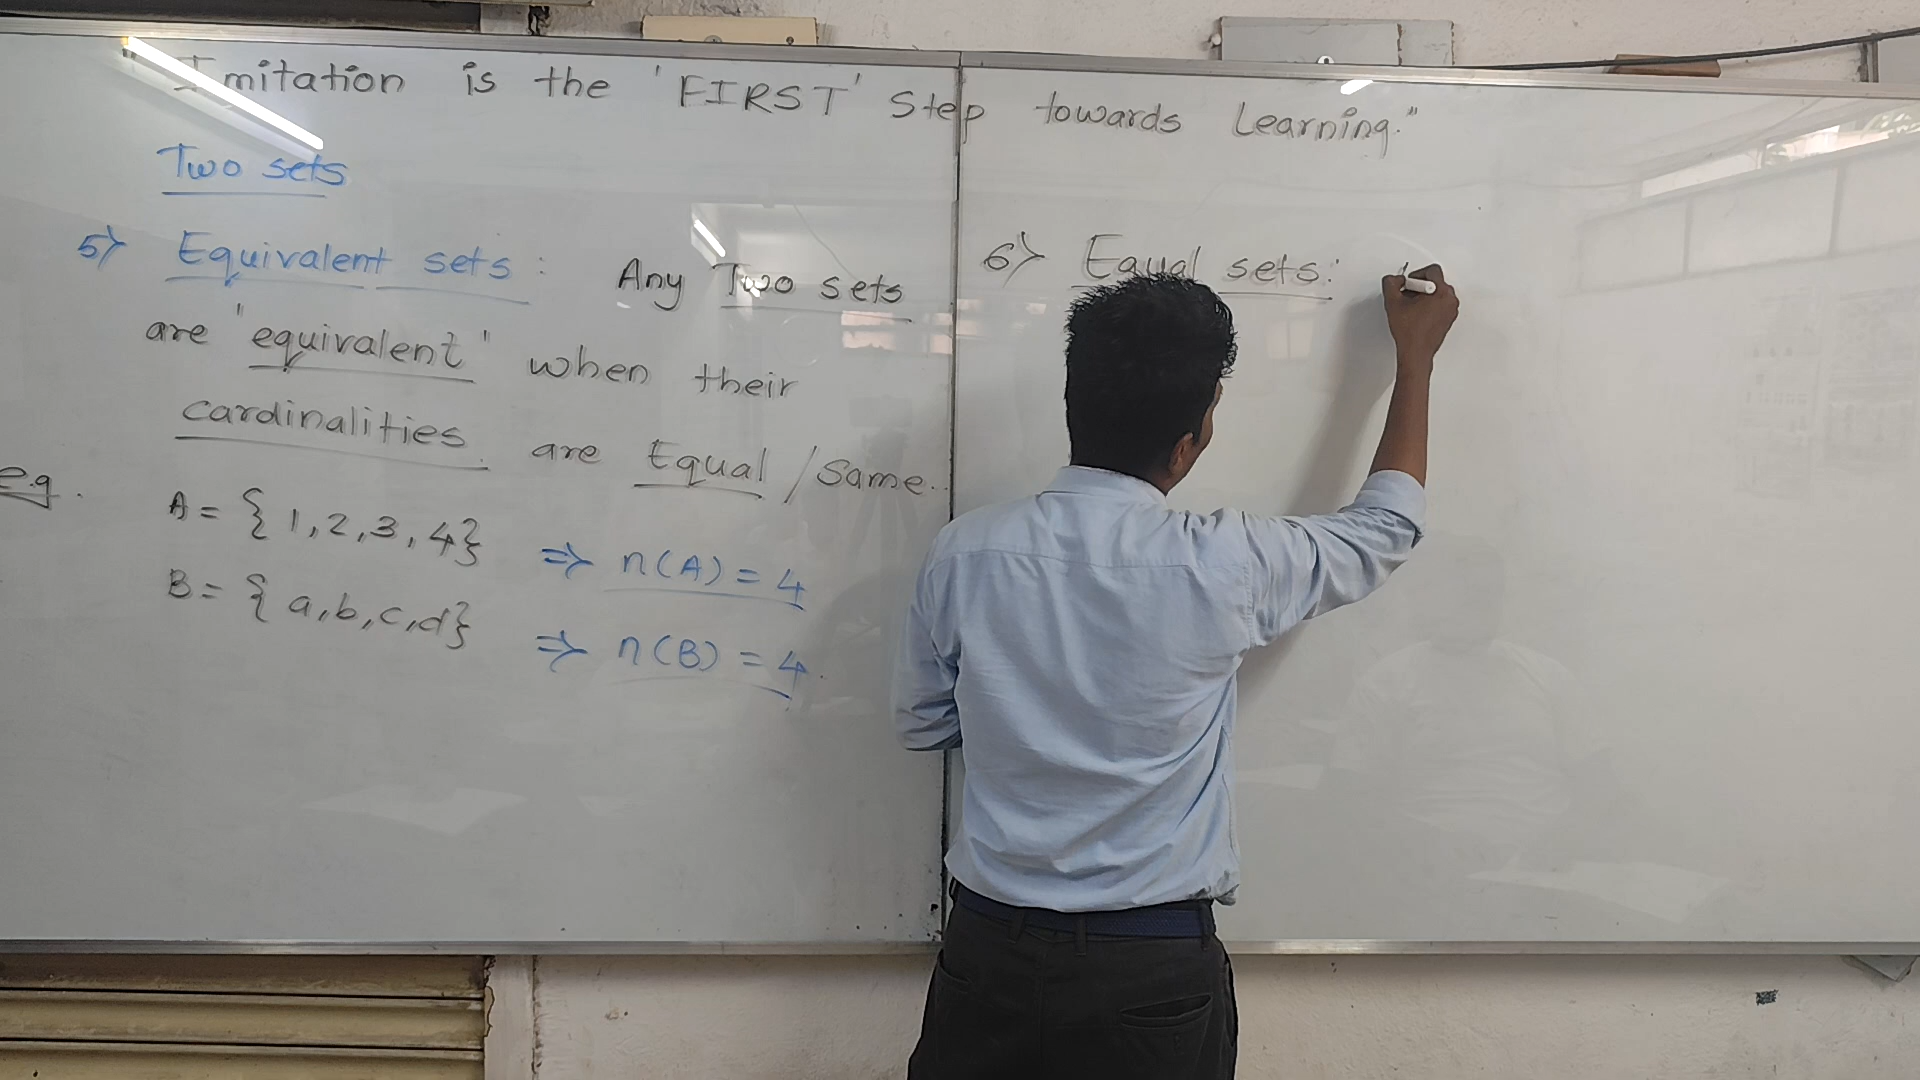 Imitation is the 'FIRST' Step towards Learning."
Two sets
5) Equivalent sets : Any Two sets
are 'equivalent' when their
cardinalities are Equal / Same.
e.g. A = { 1, 2, 3, 4} => n(A) = 4
B = { a, b, c, d} => n(B) = 4
6) Equal sets: